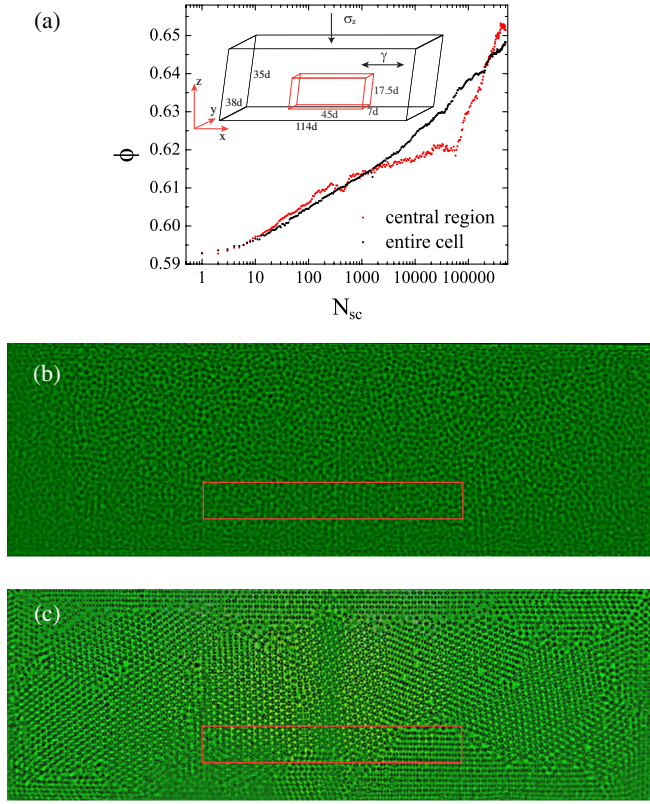 (a)
σz
γ
35d
38d
17.5d
7d
45d
114d
z
y
x
0.65
0.64
0.63
0.62
0.61
0.60
0.59
ϕ
central region
entire cell
1 10 100 1000 10000 100000
Nsc
(b)
(c)